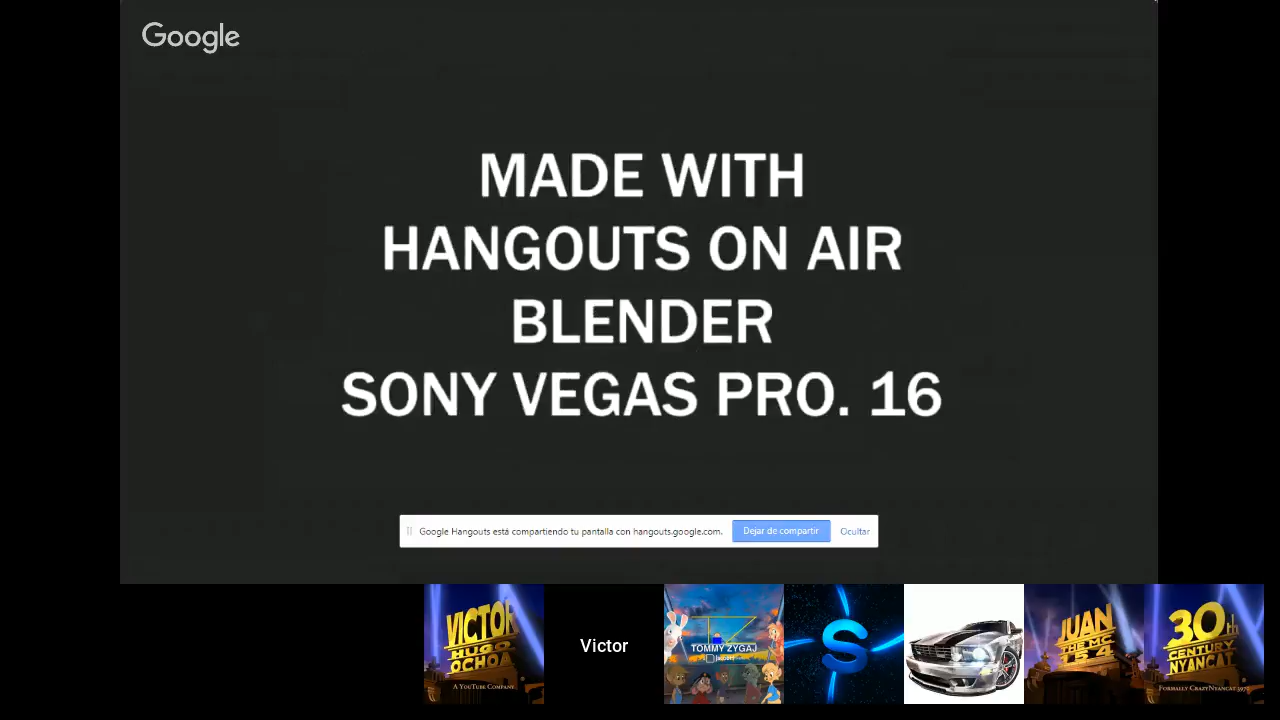 Google
MADE WITH
HANGOUTS ON AIR
BLENDER
SONY VEGAS PRO. 16
Google Hangouts está compartiendo tu pantalla con hangouts.google.com.
Dejar de compartir
Ocultar
VICTOR
HUGO
OCHOA
A YOUTUBE COMPANY
Victor
TOMMY ZYGAJ
S
JUAN
THE MC
154
30th
CENTURY
NYANCAT